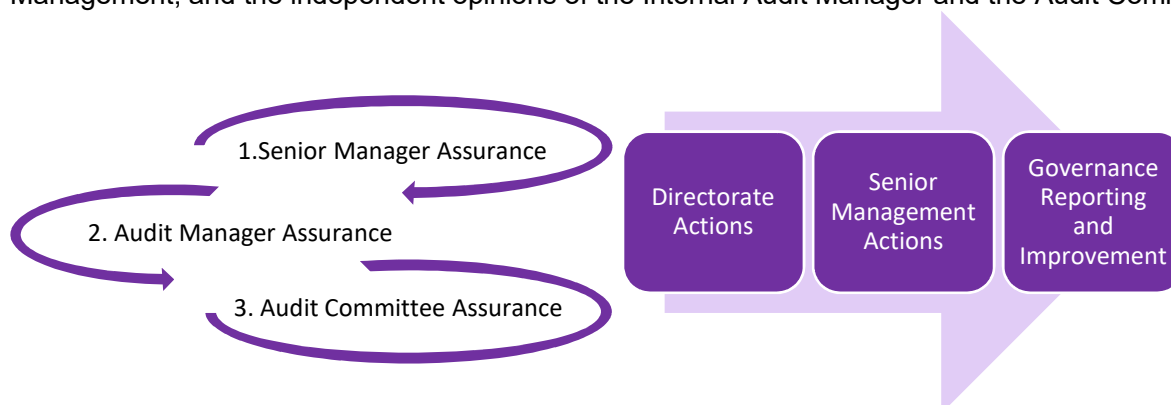 Management, and the independent opinions of the Internal Audit Manager and the Audit
1.Senior Manager Assurance
2. Audit Manager Assurance
3. Audit Committee Assurance
Directorate
Actions
Senior
Management
Actions
Governance
Reporting
and
Improvement